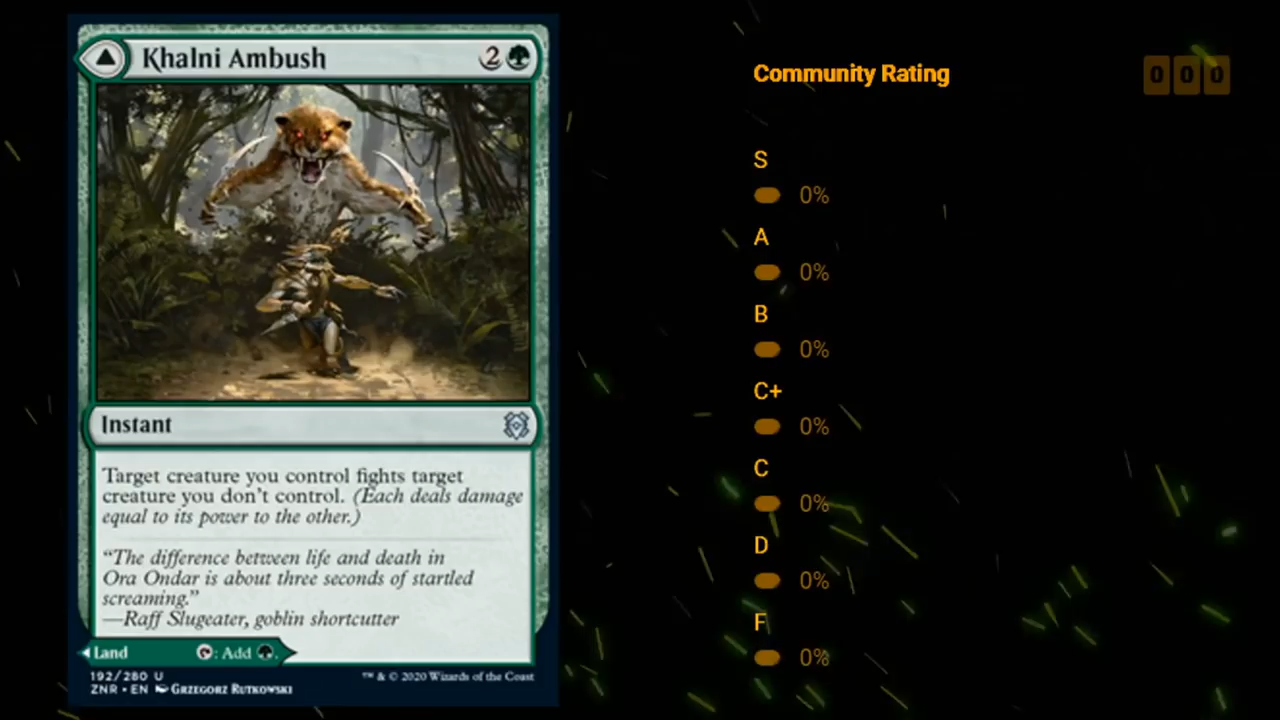 Khalni Ambush 2
Instant
Target creature you control fights target
creature you don't control. (Each deals damage
equal to its power to the other.)
"The difference between life and death in
Ora Ondar is about three seconds of startled
screaming."
—Raff Slugeater, goblin shortcutter
Land : Add .
192/280 U
ZNR • EN Grzegorz Rutkowski
™ & © 2020 Wizards of the Coast
Community Rating
0 0 0
S
0%
A
0%
B
0%
C+
0%
C
0%
D
0%
F
0%